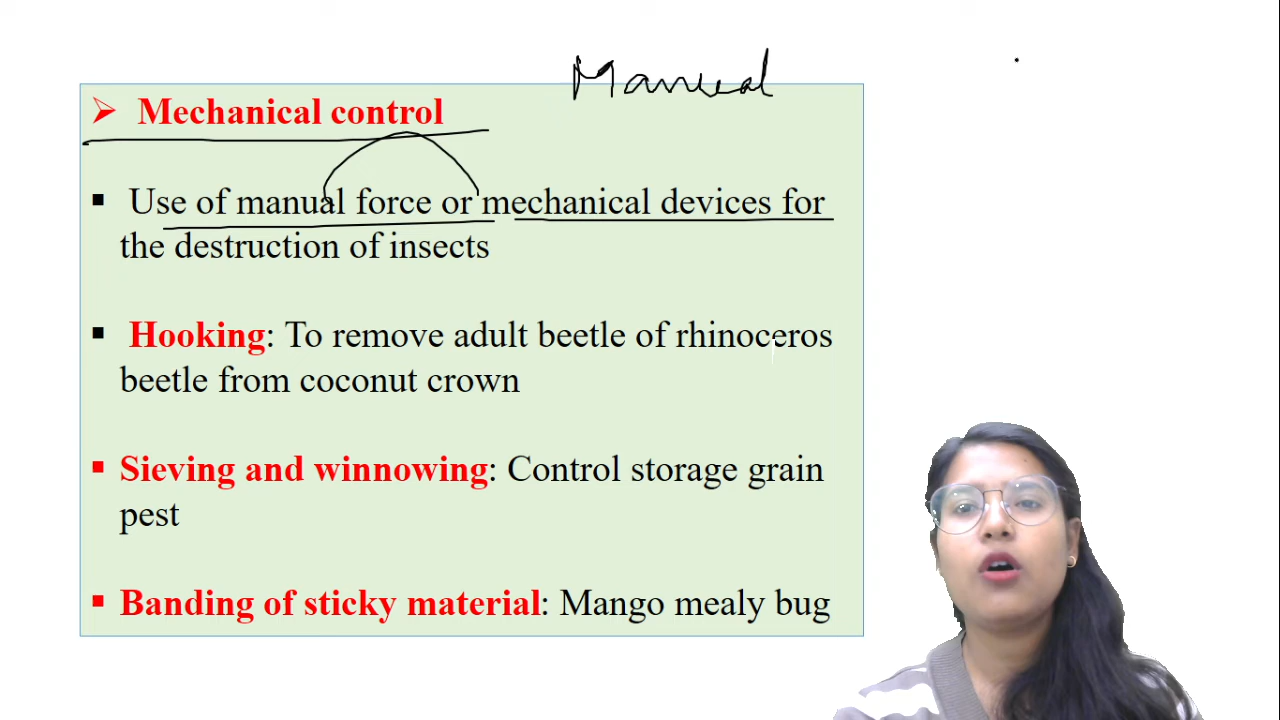 Manual
➢ Mechanical control
▪ Use of manual force or mechanical devices for
the destruction of insects
▪ Hooking: To remove adult beetle of rhinoceros
beetle from coconut crown
▪ Sieving and winnowing: Control storage grain
pest
▪ Banding of sticky material: Mango mealy bug